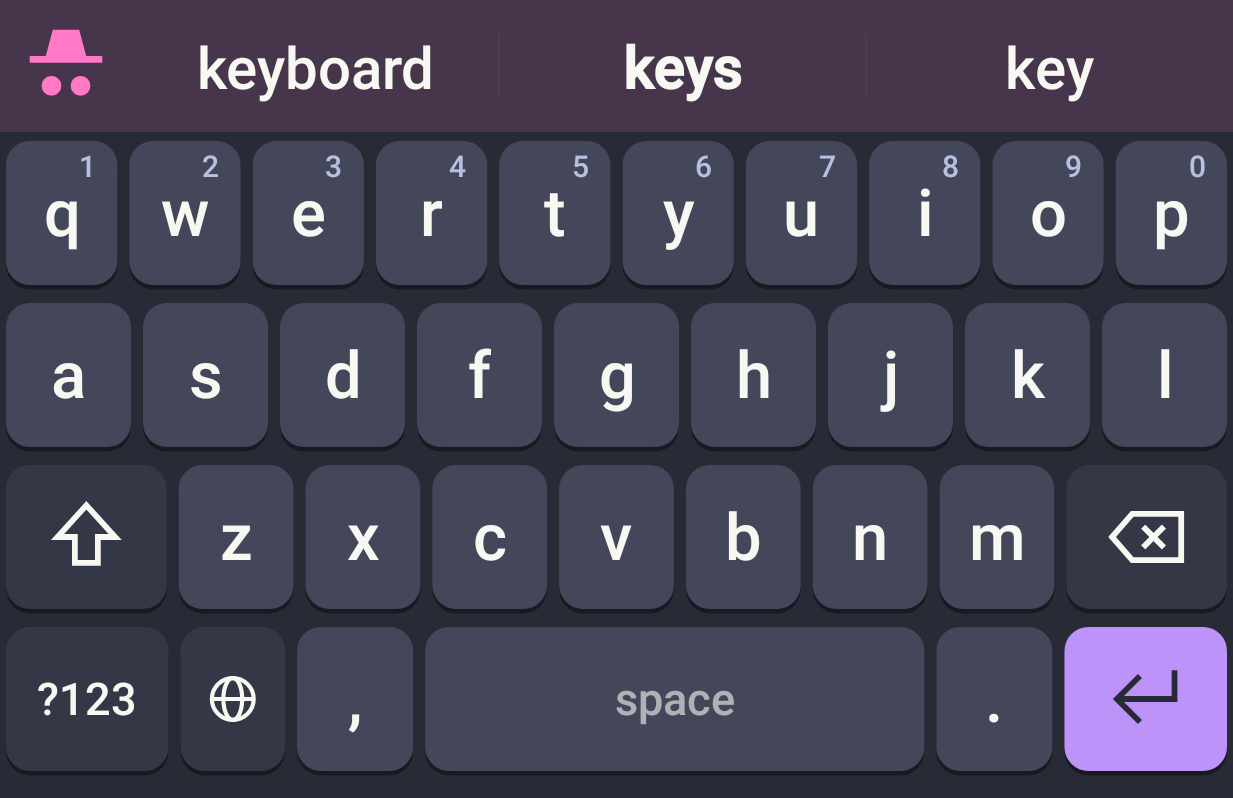 keyboard keys key
1 2 3 4 5 6 7 8 9 0
q w e r t y u i o p
a s d f g h j k l
z x c v b n m
?123 , space .